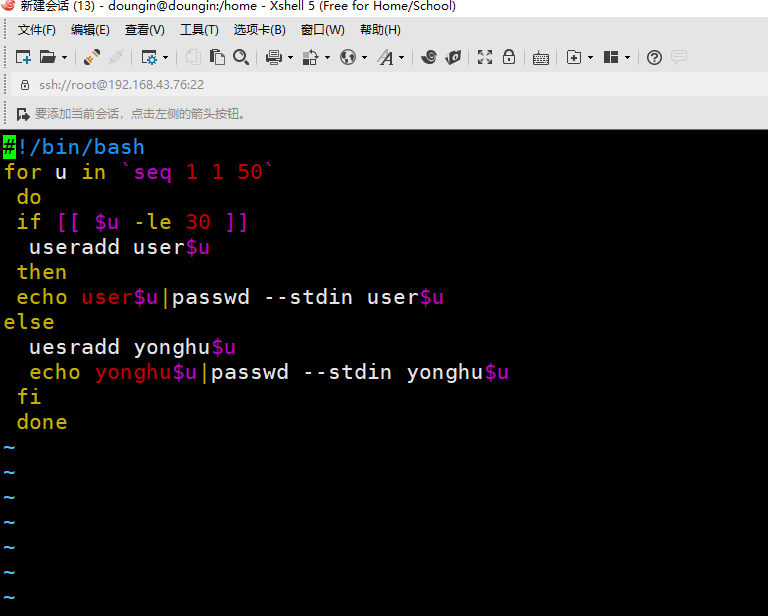 新建会话 (13) - doungin@doungin:/home - Xshell 5 (Free for Home/School)
文件(F) 编辑(E) 查看(V) 工具(T) 选项卡(B) 窗口(W) 帮助(H)
ssh://root@192.168.43.76:22
要添加当前会话，点击左侧的箭头按钮。
#!/bin/bash
for u in `seq 1 1 50`
do
if [[ $u -le 30 ]]
useradd user$u
then
echo user$u|passwd --stdin user$u
else
uesradd yonghu$u
echo yonghu$u|passwd --stdin yonghu$u
fi
done
~
~
~
~
~
~
~